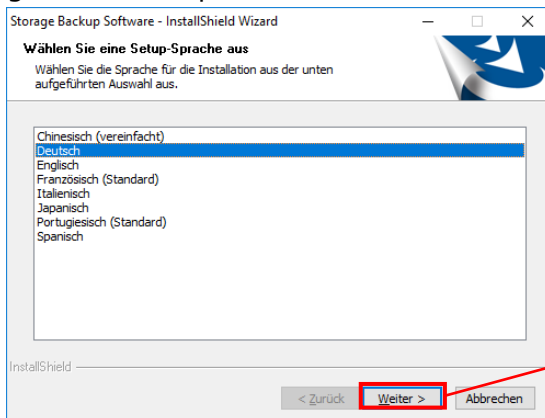 Storage Backup Software - InstallShield Wizard
Wählen Sie eine Setup-Sprache aus
Wählen Sie die Sprache für die Installation aus der unten
aufgeführten Auswahl aus.
Chinesisch (vereinfacht)
Deutsch
Englisch
Französisch (Standard)
Italienisch
Japanisch
Portugiesisch (Standard)
Spanisch
InstallShield
< Zurück Weiter > Abbrechen